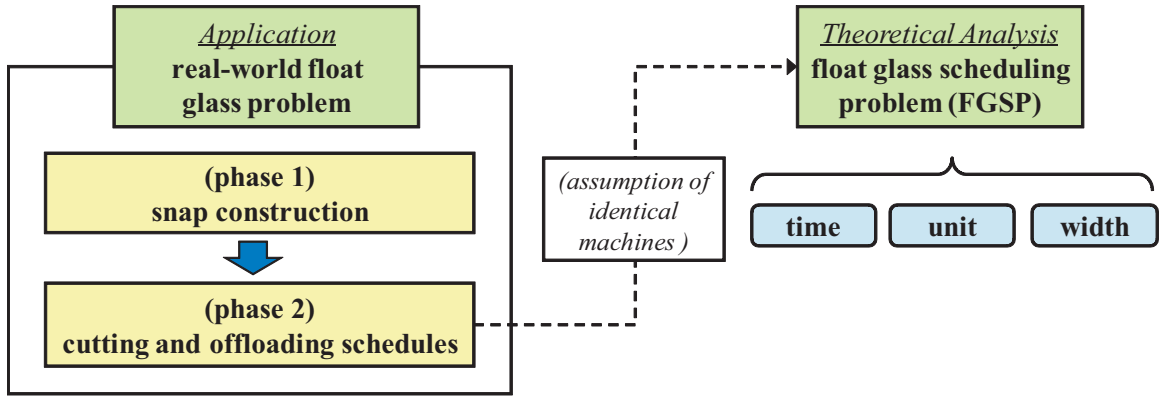 Application
real-world float
glass problem
(phase 1)
snap construction
(phase 2)
cutting and offloading schedules
(assumption of
identical
machines )
Theoretical Analysis
float glass scheduling
problem (FGSP)
time
unit
width